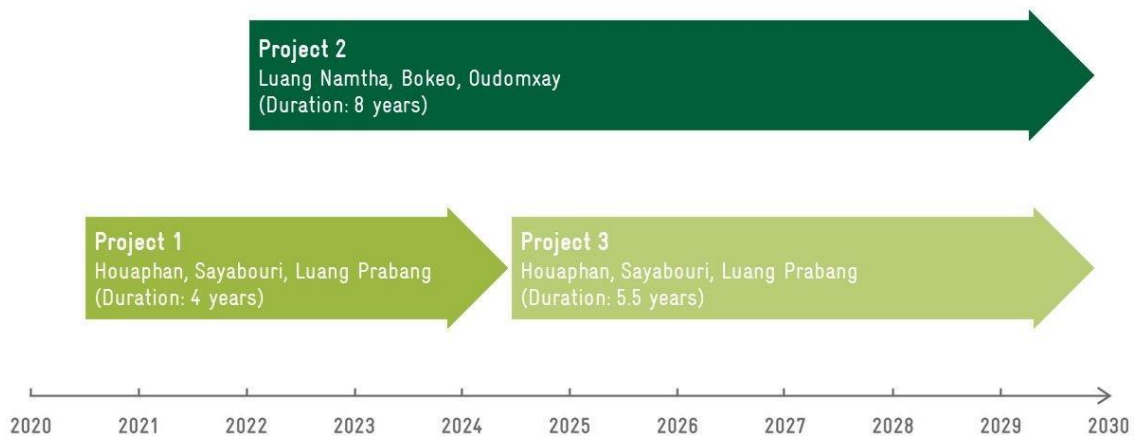 Project 2
Luang Namtha, Bokeo, Oudomxay
(Duration: 8 years)
Project 1
Houaphan, Sayabouri, Luang Prabang
(Duration: 4 years)
Project 3
Houaphan, Sayabouri, Luang Prabang
(Duration: 5.5 years)
2020 2021 2022 2023 2024 2025 2026 2027 2028 2029 2030